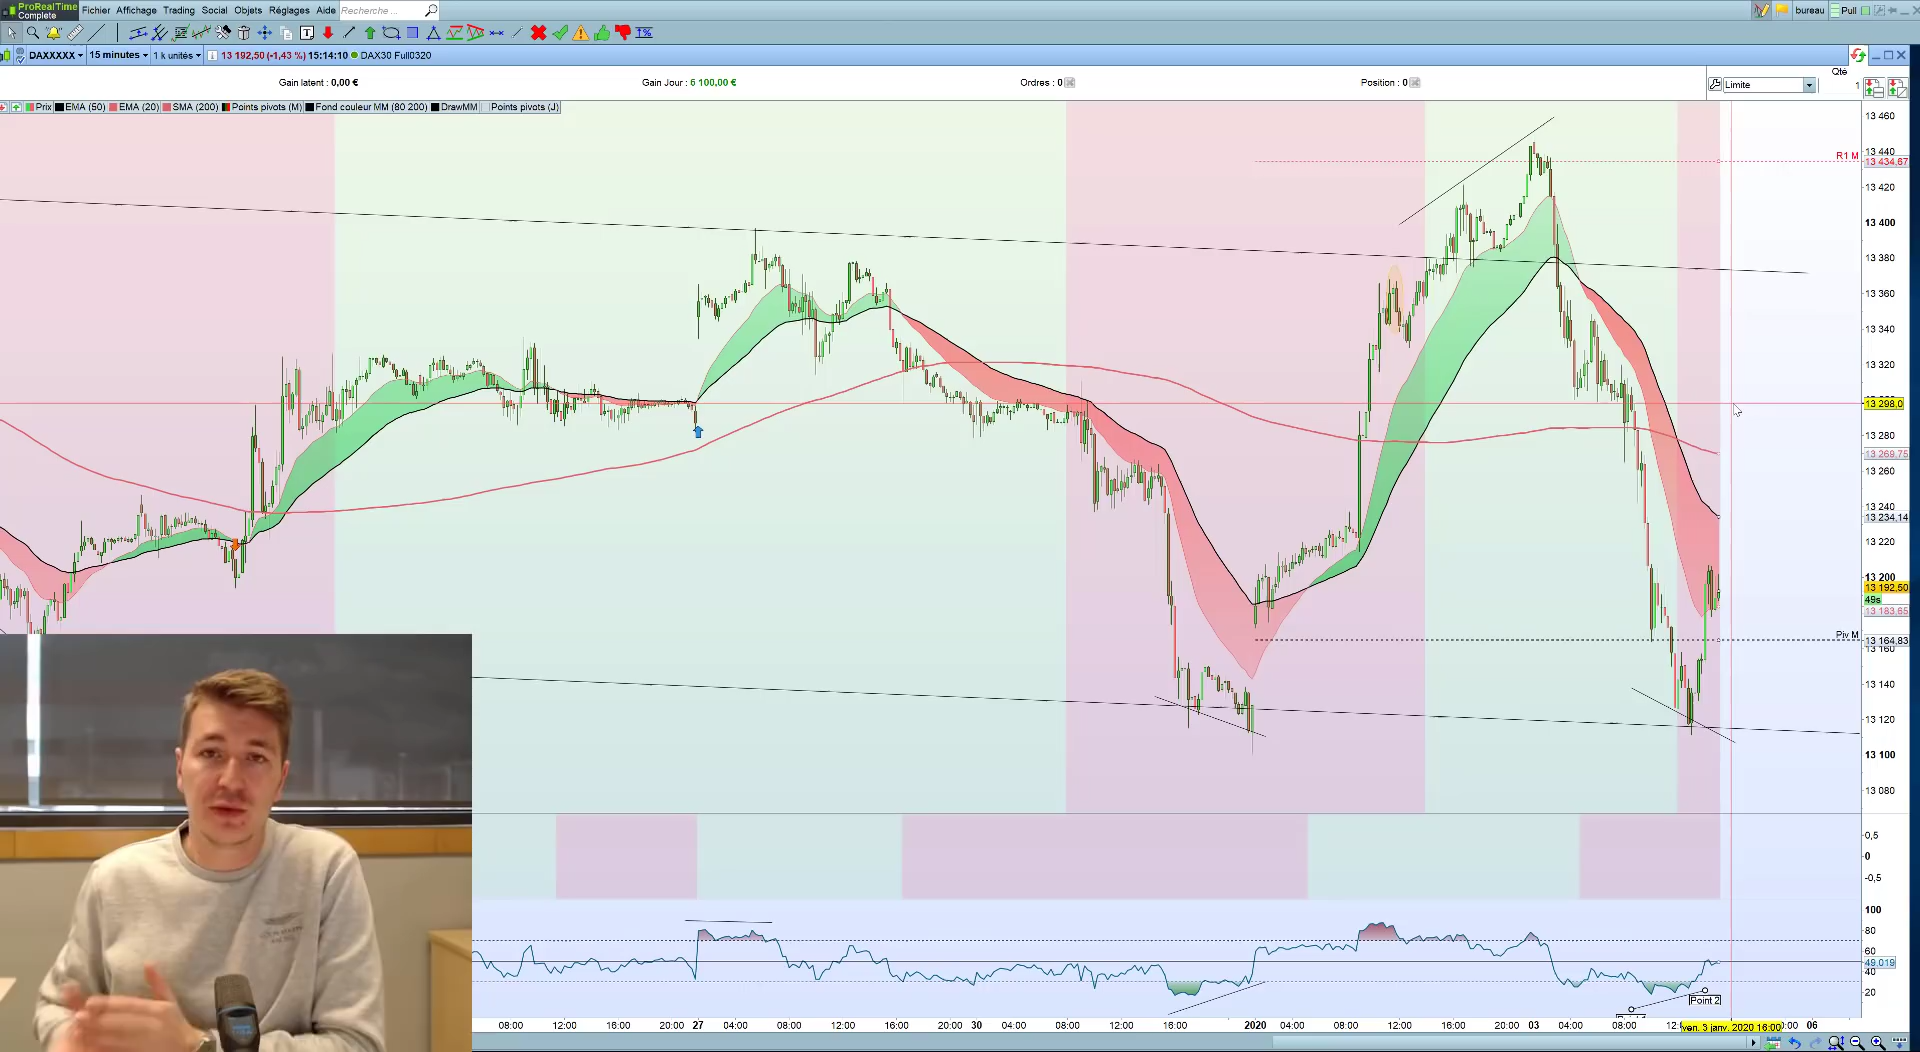 ProRealTime Fichier Affichage Trading Social Objets Réglages Aide Recherche ... bureau Pull
Complete
T T%
DAXXXXX 15 minutes 1 k unités 13 192,50 (-1,43 %) 15:14:10 DAX30 Full0320
Gain latent : 0,00 € Gain Jour : 6 100,00 € Ordres : 0 Position : 0 Qté
Limite 1
Prix EMA (50) EMA (20) SMA (200) Points pivots (M) Fond couleur MM (80 200) DrawMM Points pivots (J)
13 460
13 440
R1 M
13 434,67
13 420
13 400
13 380
13 360
13 340
13 320
13 298,0
13 280
13 269,75
13 260
13 240
13 234,14
13 220
13 200
13 192,50
49s
13 183,65
Piv M
13 164,83
13 160
13 140
13 120
13 100
13 080
0,5
0
-0,5
100
80
60
49,019
40
20
Point 2
08:00 12:00 16:00 20:00 27 04:00 08:00 12:00 16:00 20:00 30 04:00 08:00 12:00 16:00 2020 04:00 08:00 12:00 16:00 20:00 03 04:00 08:00 ven. 3 janv. 2020 16:00 06